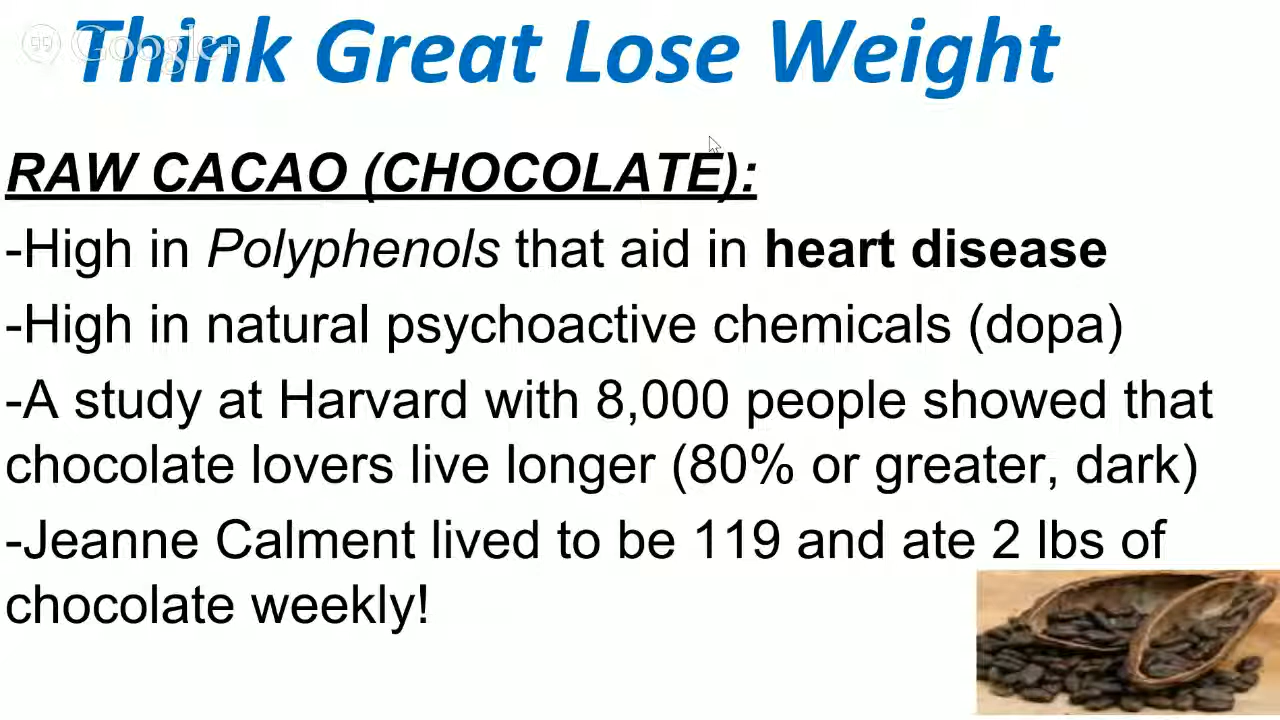 Google+
Think Great Lose Weight
RAW CACAO (CHOCOLATE):
-High in Polyphenols that aid in heart disease
-High in natural psychoactive chemicals (dopa)
-A study at Harvard with 8,000 people showed that
chocolate lovers live longer (80% or greater, dark)
-Jeanne Calment lived to be 119 and ate 2 lbs of
chocolate weekly!